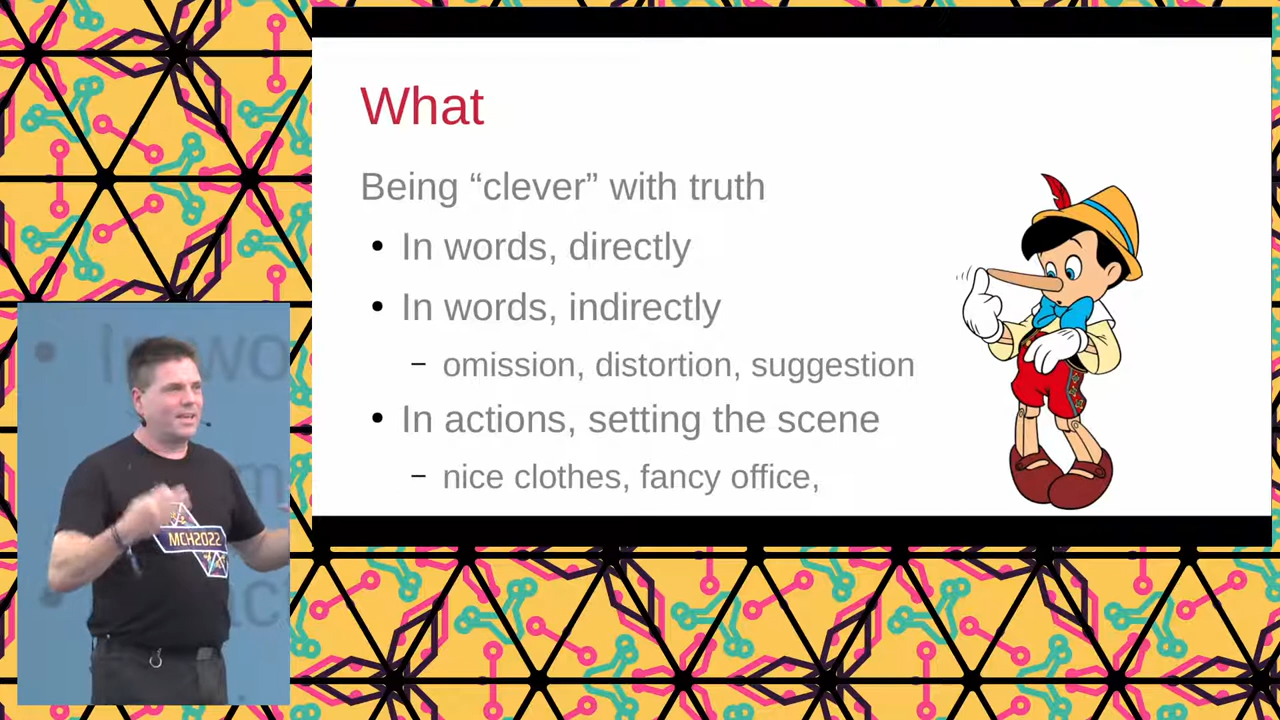 What
Being “clever” with truth
• In words, directly
• In words, indirectly
– omission, distortion, suggestion
• In actions, setting the scene
– nice clothes, fancy office,
MCH2022